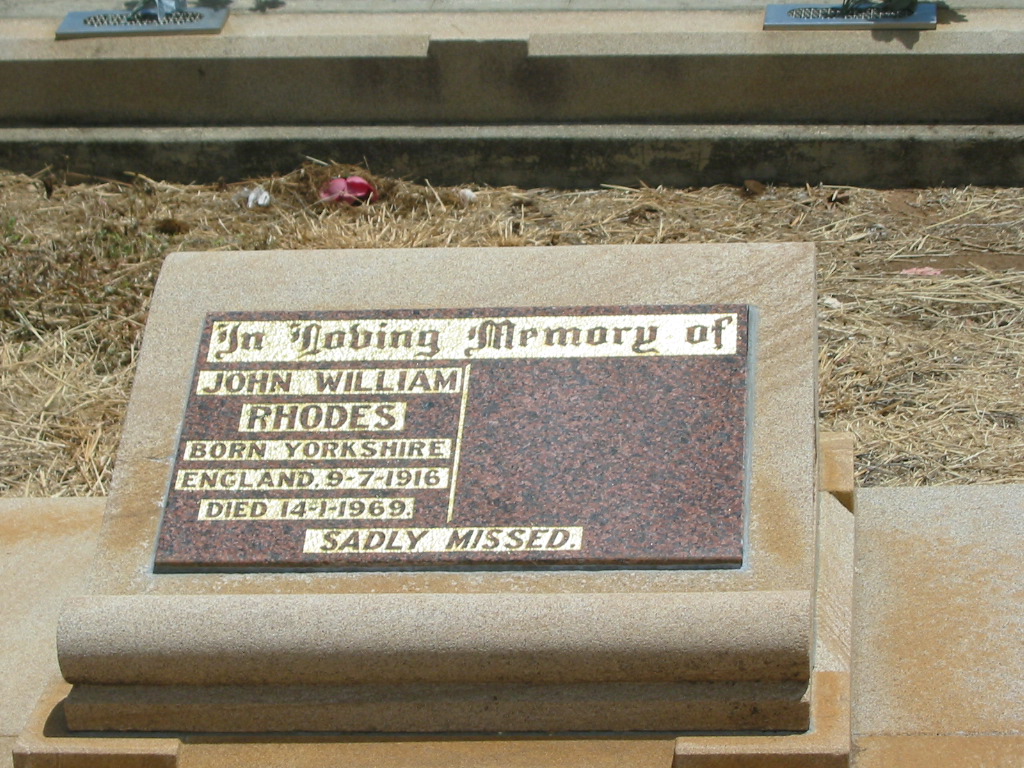 In Loving Memory of
JOHN WILLIAM
RHODES
BORN YORKSHIRE
ENGLAND. 9-7-1916
DIED 14-1-1969.
SADLY MISSED.